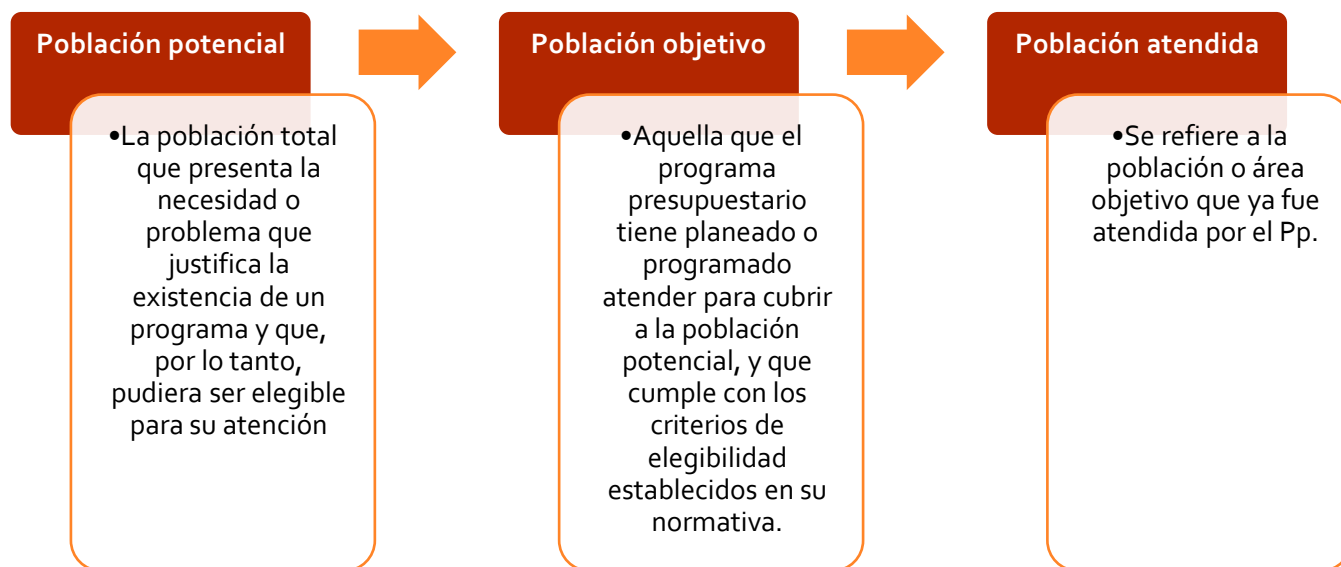 Población potencial
•La población total
que presenta la
necesidad o
problema que
justifica la
existencia de un
programa y que,
por lo tanto,
pudiera ser elegible
para su atención
Población objetivo
•Aquella que el
programa
presupuestario
tiene planeado o
programado
atender para cubrir
a la población
potencial, y que
cumple con los
criterios de
elegibilidad
establecidos en su
normativa.
Población atendida
•Se refiere a la
población o área
objetivo que ya fue
atendida por el Pp.